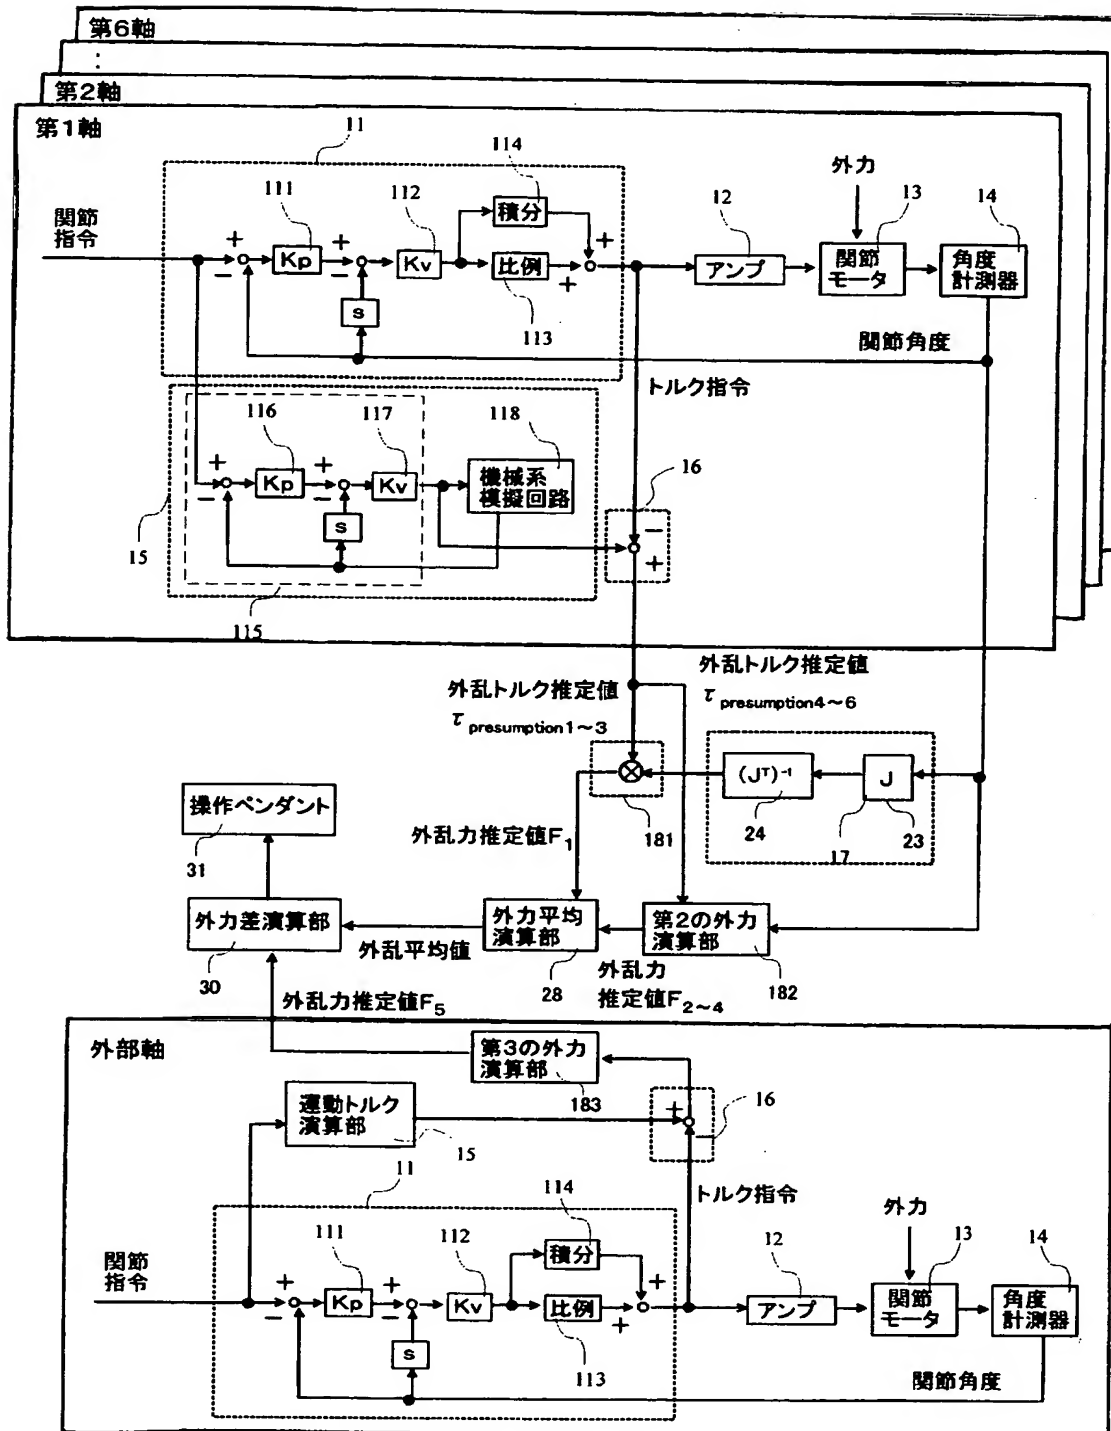 第6軸
:
第2軸
第1軸
11
114
111
112
12
外力
13
14
関節
指令
+
−
Kp
+
−
Kv
積分
比例
+
+
アンプ
関節
モータ
角度
計測器
s
113
関節角度
トルク指令
116
117
118
16
+
−
Kp
+
−
Kv
機械系
模擬回路
s
−
+
15
115
外乱トルク推定値
τpresumption1~3
外乱トルク推定値
τpresumption4~6
(Jᵀ)⁻¹
J
24
17
23
181
操作ペンダント
31
外乱力推定値F₁
外力差演算部
30
外乱平均値
外力平均
演算部
28
第2の外力
演算部
182
外乱力
推定値F₂~₄
外乱力推定値F₅
外部軸
第3の外力
演算部
183
運動トルク
演算部
15
+
16
11
114
トルク指令
111
112
12
外力
13
14
関節
指令
+
−
Kp
+
−
Kv
積分
比例
+
+
アンプ
関節
モータ
角度
計測器
s
113
関節角度